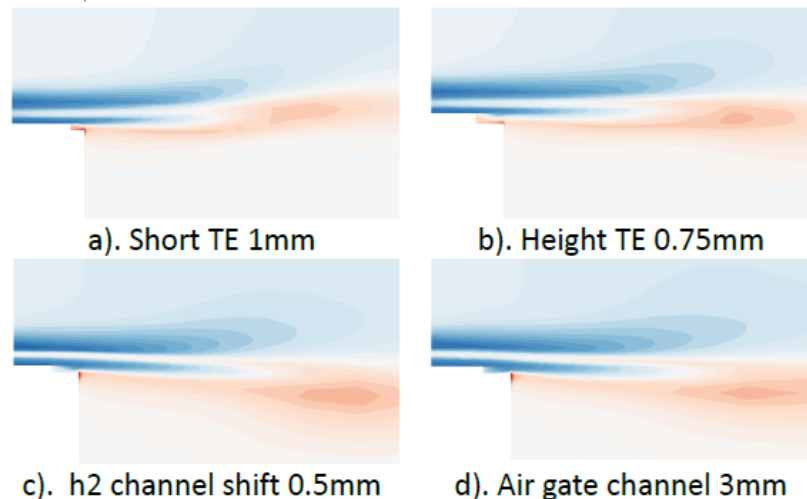 a). Short TE 1mm
b). Height TE 0.75mm
c). h2 channel shift 0.5mm
d). Air gate channel 3mm